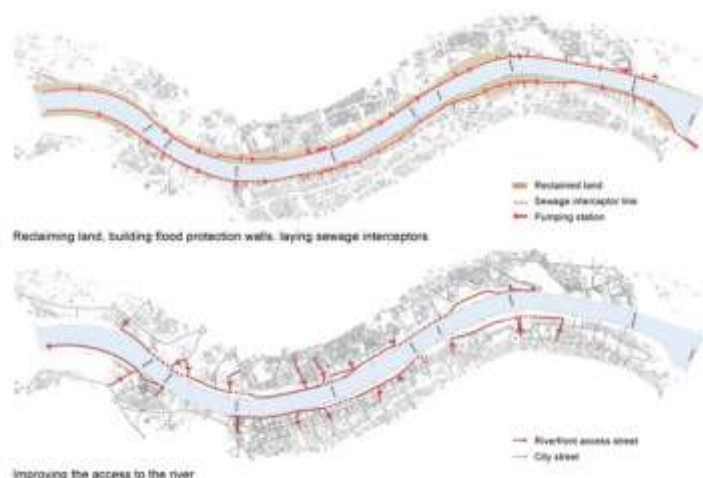 Reclaimed land
Sewage interceptor line
Pumping station
Reclaiming land, building flood protection walls, laying sewage interceptors
Riverfront access street
City street
Improving the access to the river